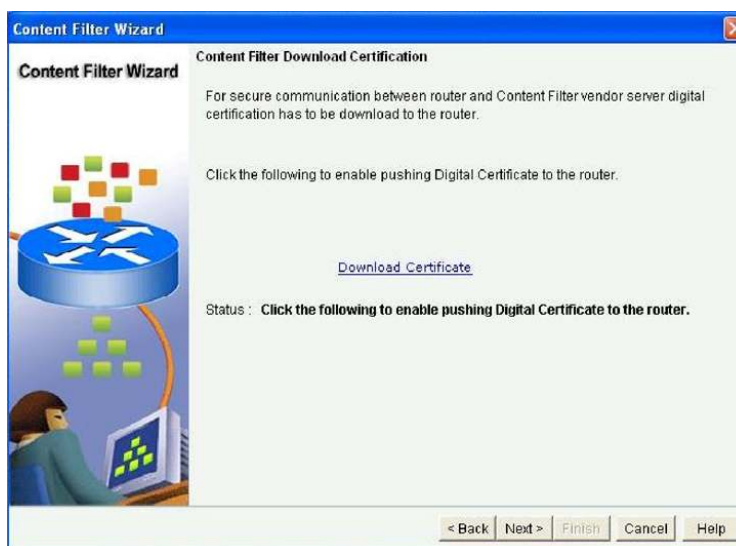 Content Filter Wizard
Content Filter Wizard
Content Filter Download Certification
For secure communication between router and Content Filter vendor server digital
certification has to be download to the router.
Click the following to enable pushing Digital Certificate to the router.
Download Certificate
Status : Click the following to enable pushing Digital Certificate to the router.
< Back Next > Finish Cancel Help